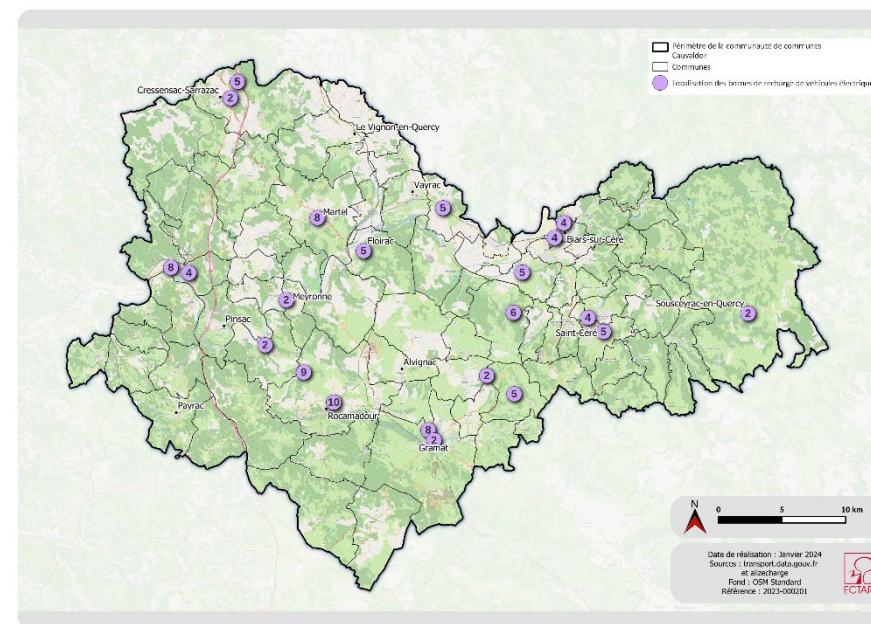 Périmètre de la communauté de communes
Cauvaldor
Communes
Localisation des bornes de recharge de véhicules électriques
5
Cressensac-Sarrazac
2
Le Vignon-en-Quercy
Vayrac
5
8
Martel
4
4
Biars-sur-Cère
Floirac
5
8
4
5
2
Meyronne
6
Sousceyrac-en-Quercy
2
4
Pinsac
Saint-Céré
5
2
Alvignac
9
2
5
10
Payrac
Rocamadour
8
2
Gramat
N
0 5 10 km
Date de réalisation : Janvier 2024
Sources : transport.data.gouv.fr
et alizecharge
Fond : OSM Standard
Référence : 2023-000201
ECTAR